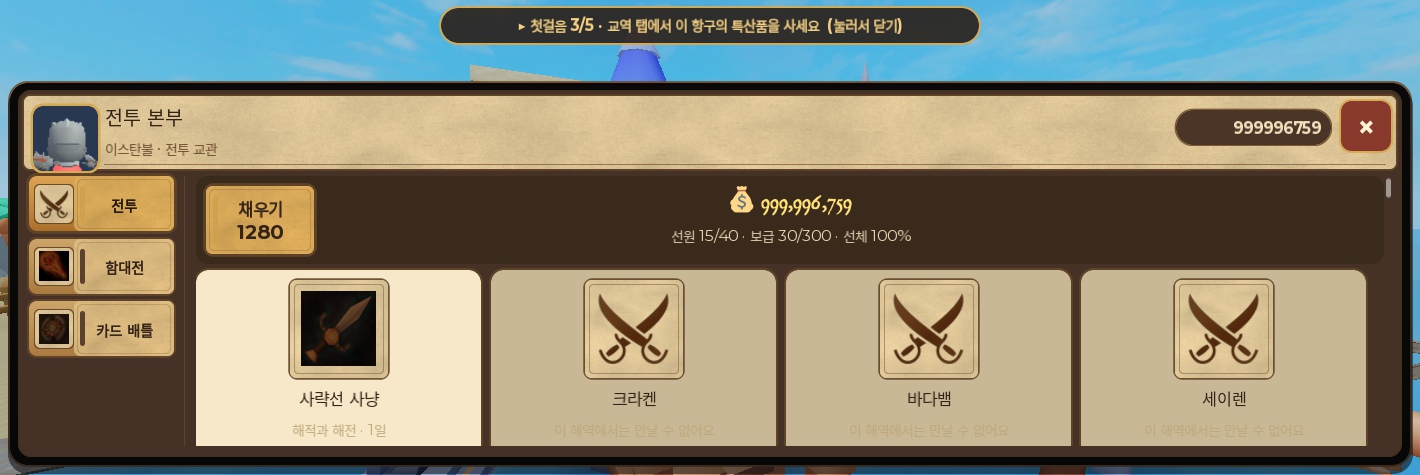 ▸ 첫걸음 3/5 · 교역 탭에서 이 항구의 특산품을 사세요 (눌러서 닫기)
전투 본부
이스탄불 · 전투 교관
999996759
×
전투
함대전
카드 배틀
채우기
1280
$ 999,996,759
선원 15/40 · 보급 30/300 · 선체 100%
사략선 사냥
해적과 해전 · 1일
크라켄
이 해역에서는 만날 수 없어요
바다뱀
이 해역에서는 만날 수 없어요
세이렌
이 해역에서는 만날 수 없어요